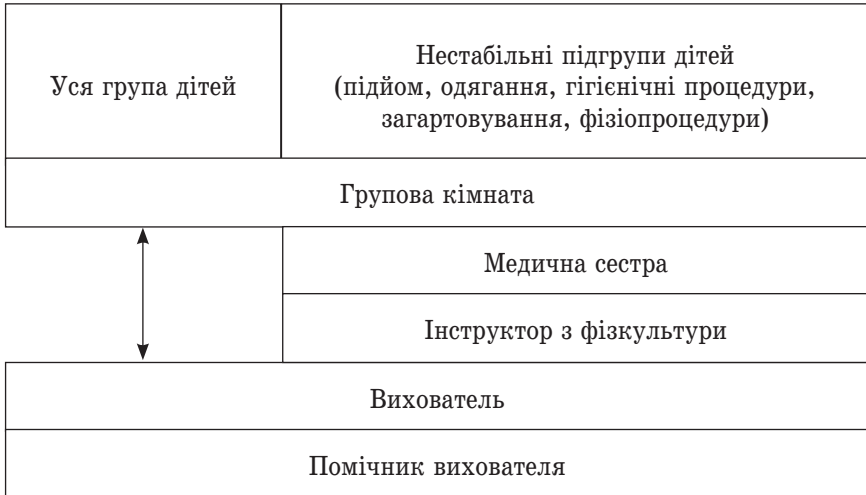 Уся група дітей
Нестабільні підгрупи дітей
(підйом, одягання, гігієнічні процедури,
загартовування, фізіопроцедури)
Групова кімната
Медична сестра
Інструктор з фізкультури
Вихователь
Помічник вихователя